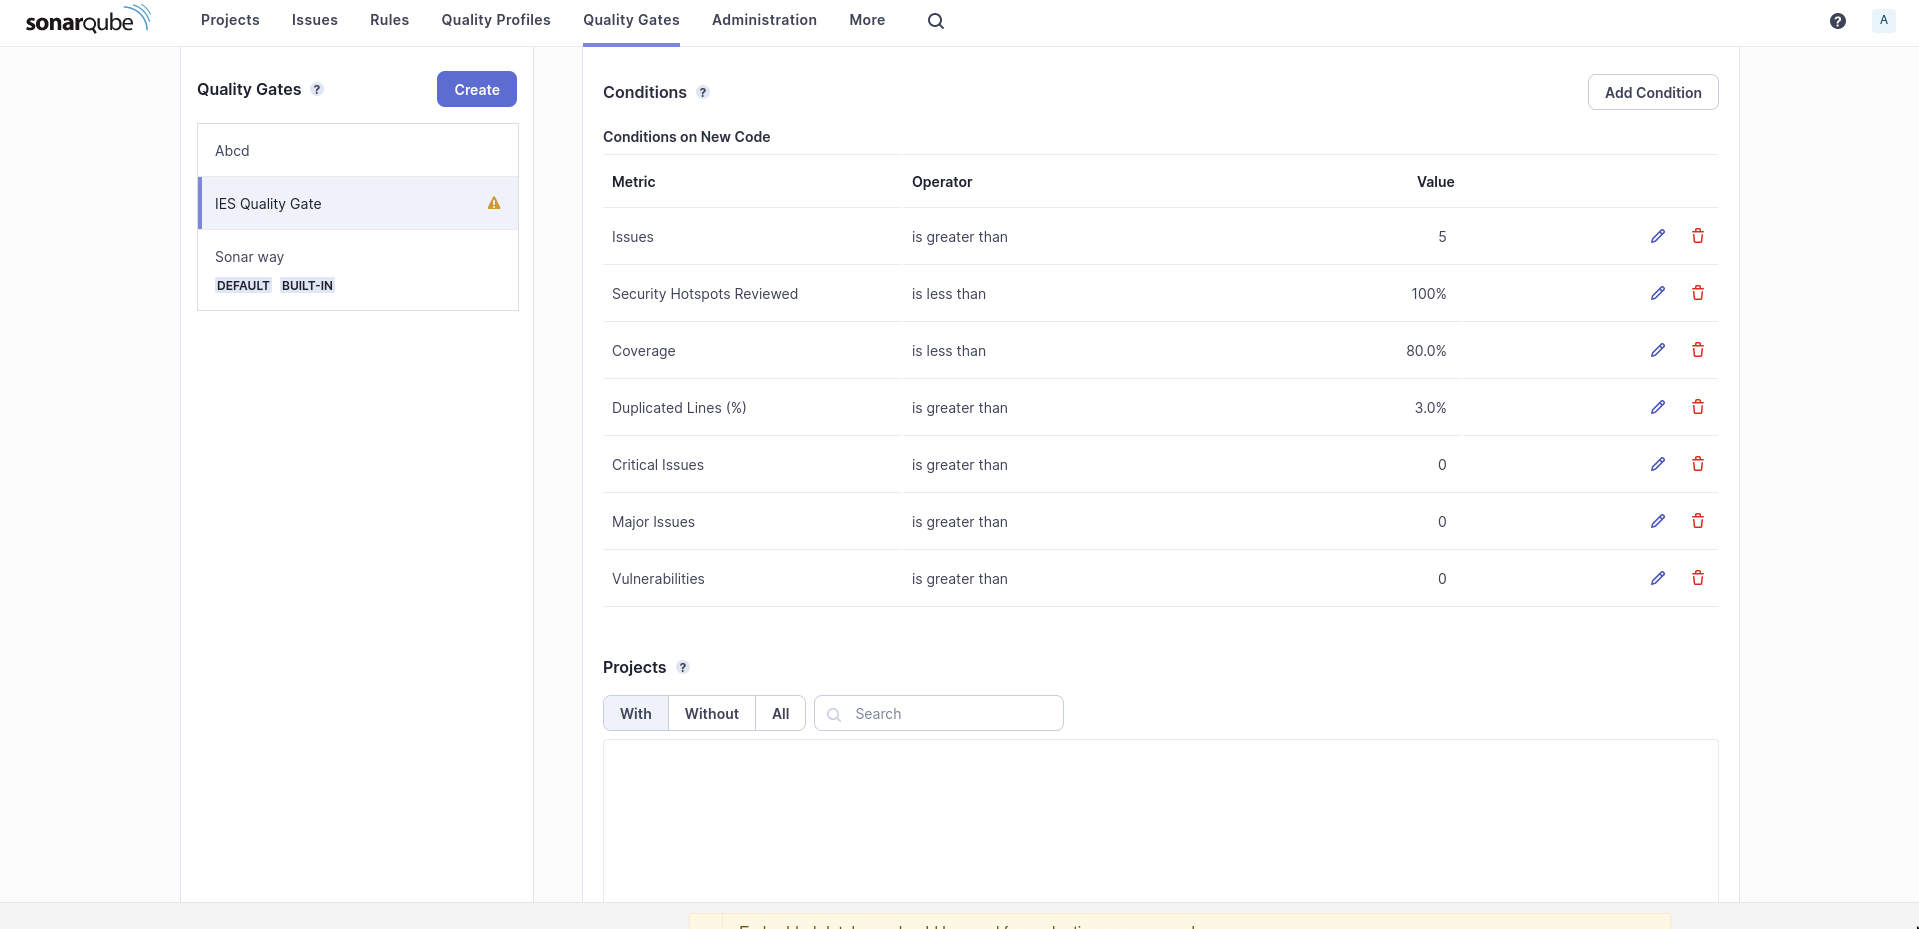 sonarqube Projects Issues Rules Quality Profiles Quality Gates Administration More ? A
Quality Gates ? Create
Abcd
IES Quality Gate
Sonar way
DEFAULT BUILT-IN
Conditions ? Add Condition
Conditions on New Code
Metric Operator Value
Issues is greater than 5
Security Hotspots Reviewed is less than 100%
Coverage is less than 80.0%
Duplicated Lines (%) is greater than 3.0%
Critical Issues is greater than 0
Major Issues is greater than 0
Vulnerabilities is greater than 0
Projects ?
With Without All Search